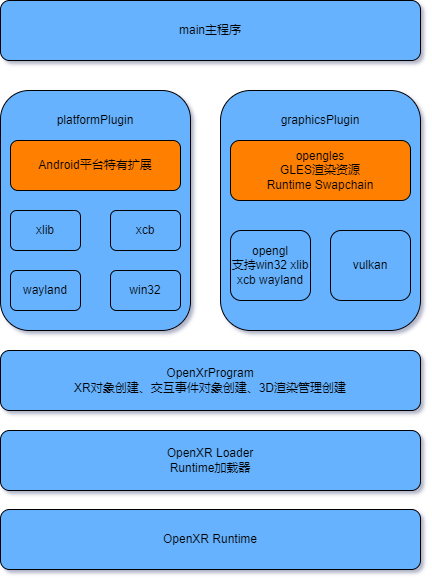 main主程序
platformPlugin
Android平台特有扩展
xlib
xcb
wayland
win32
graphicsPlugin
opengles
GLES渲染资源
Runtime Swapchain
opengl
支持win32 xlib
xcb wayland
vulkan
OpenXrProgram
XR对象创建、交互事件对象创建、3D渲染管理创建
OpenXR Loader
Runtime加载器
OpenXR Runtime